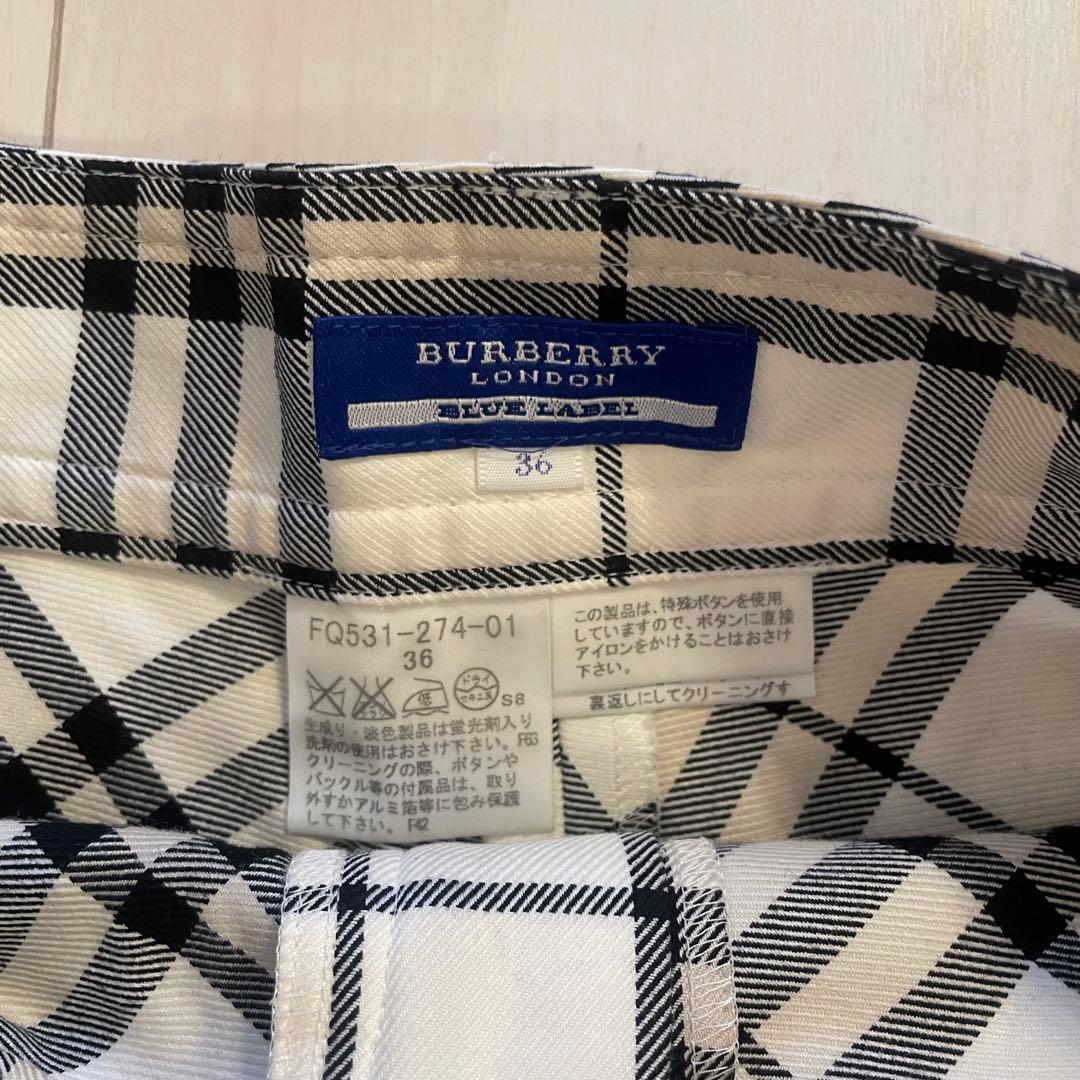 BURBERRY
LONDON
BLUE LABEL
36
FQ531-274-01
36
低
ドライ
セキユ系
S8
生成り・淡色製品は蛍光剤入り
洗剤の使用はおさけ下さい。F63
クリーニングの際、ボタンや
バックル等の付属品は、取り
外すかアルミ箔等に包み保護
して下さい。 F42
この製品は、特殊ボタンを使用
していますので、ボタンに直接
アイロンをかけることはおさけ
下さい。
裏返しにしてクリーニングす